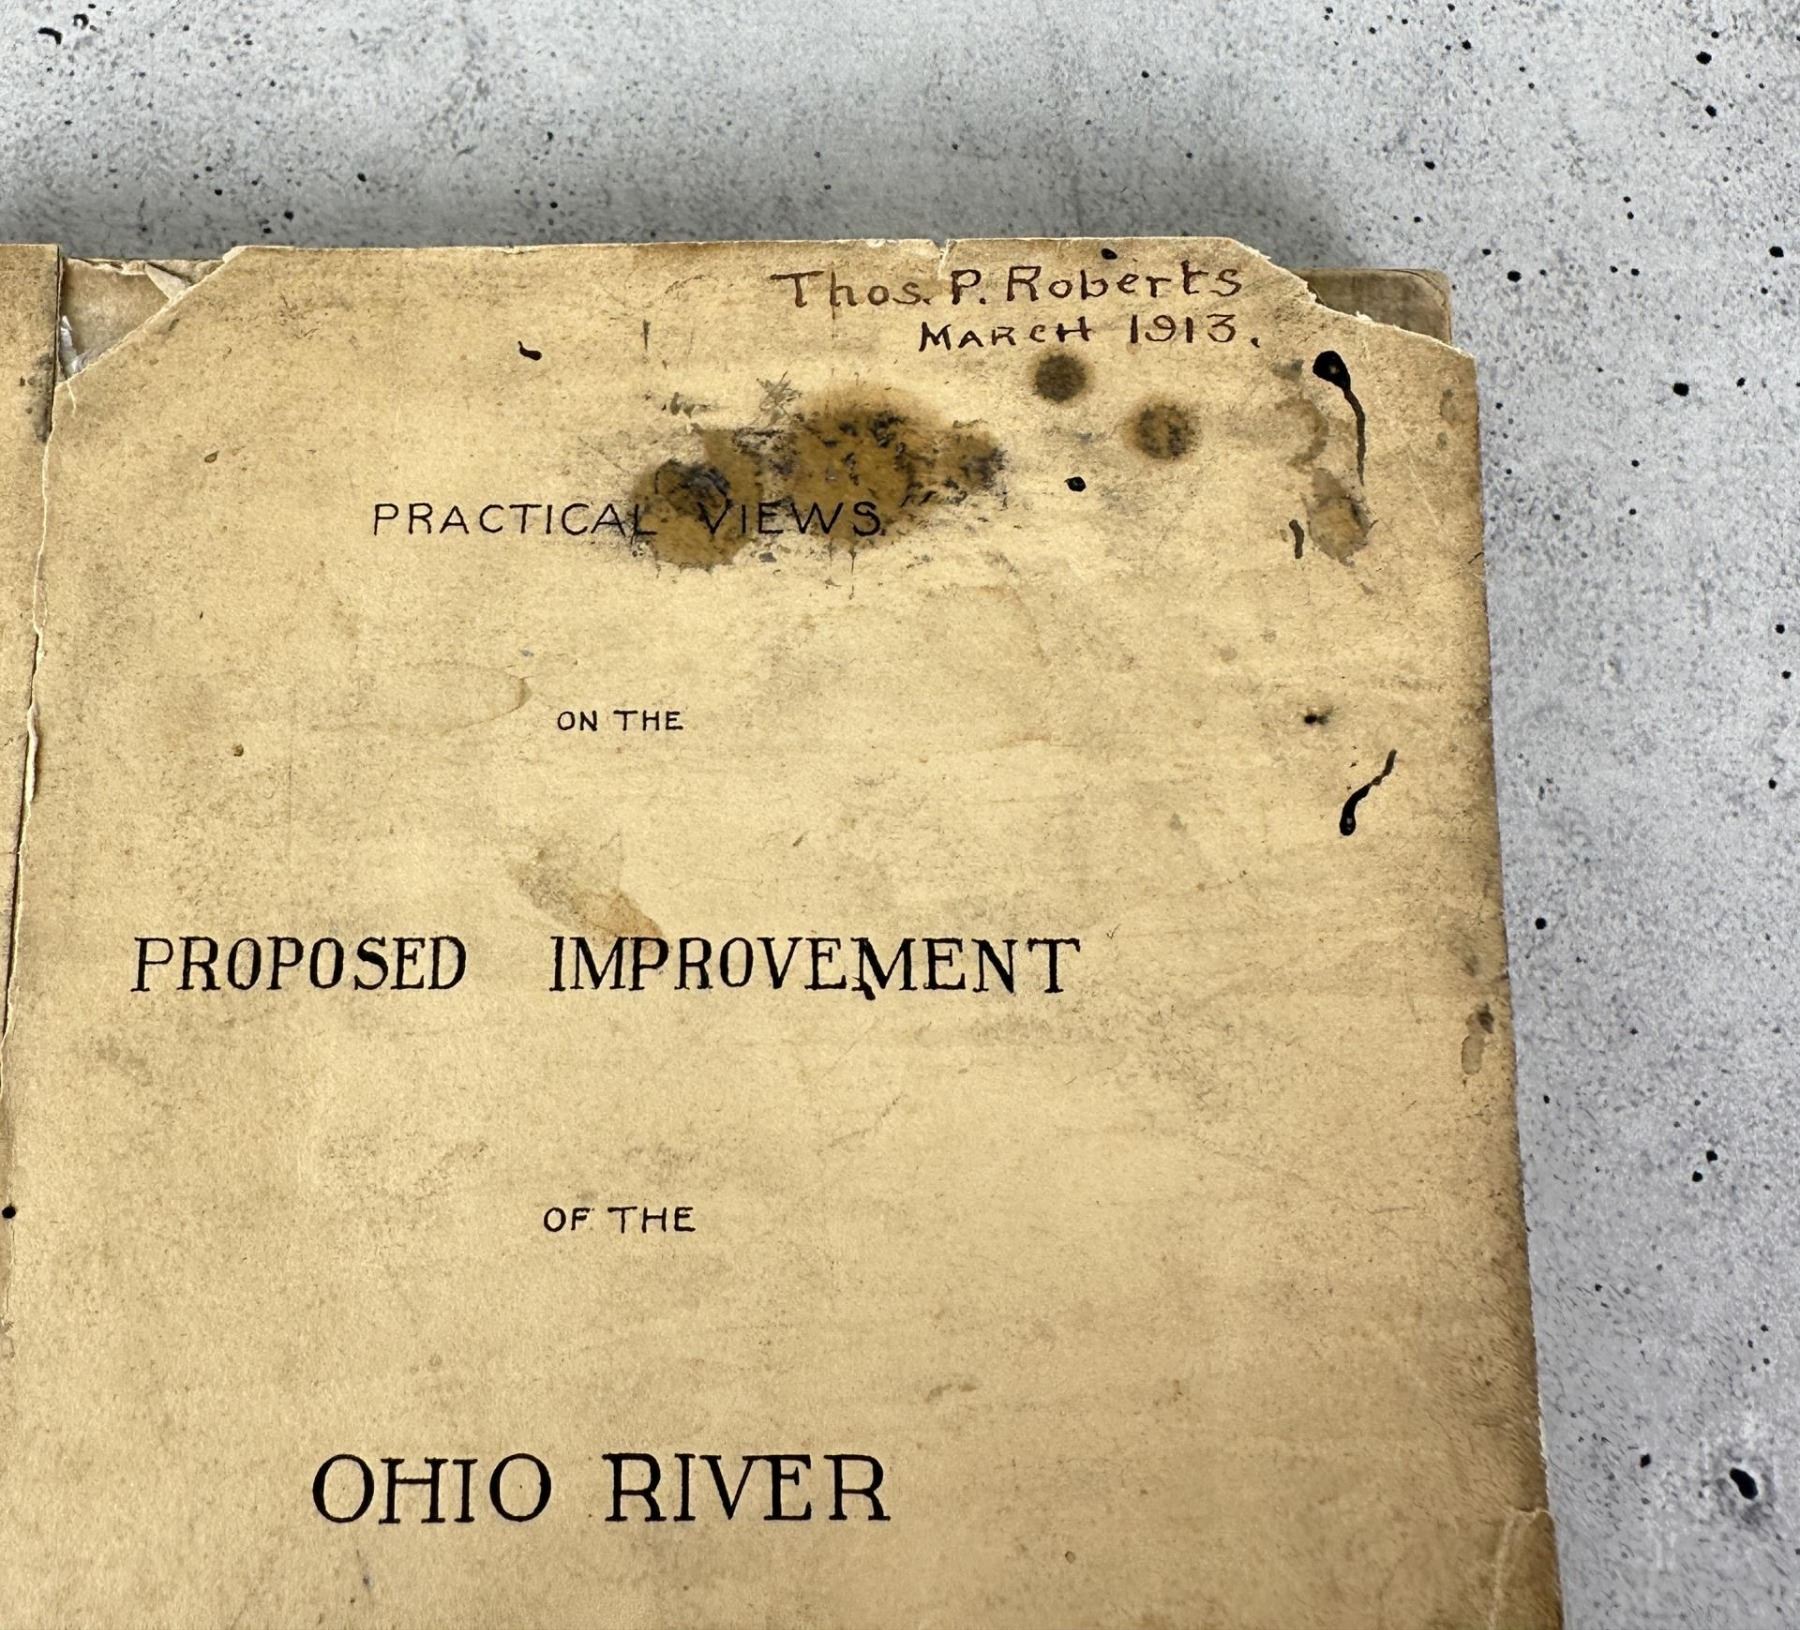 Thos. P. Roberts
MARCH 1913.
PRACTICAL VIEWS.
ON THE
PROPOSED IMPROVEMENT
OF THE
OHIO RIVER